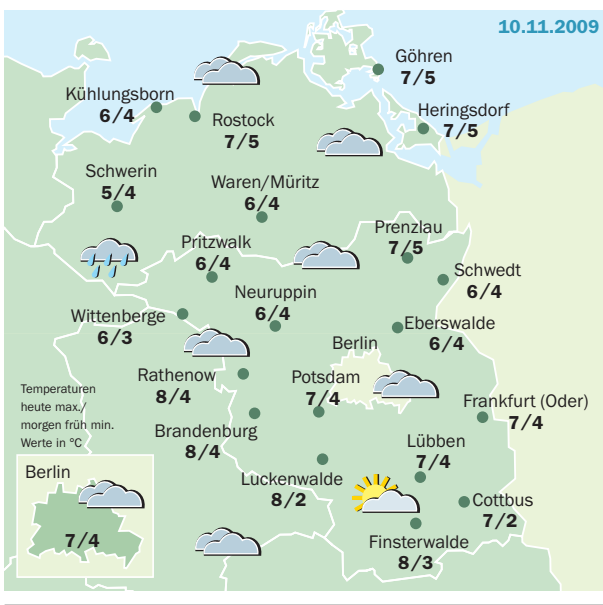 10.11.2009
Göhren
7/5
Kühlungsborn
6/4
Heringsdorf
7/5
Rostock
7/5
Schwerin
5/4
Waren/Müritz
6/4
Prenzlau
7/5
Pritzwalk
6/4
Schwedt
6/4
Neuruppin
6/4
Wittenberge
6/3
Eberswalde
6/4
Berlin
Rathenow
8/4
Potsdam
7/4
Temperaturen
heute max./
morgen früh min.
Werte in °C
Frankfurt (Oder)
7/4
Brandenburg
8/4
Lübben
7/4
Luckenwalde
8/2
Berlin
7/4
Cottbus
7/2
Finsterwalde
8/3